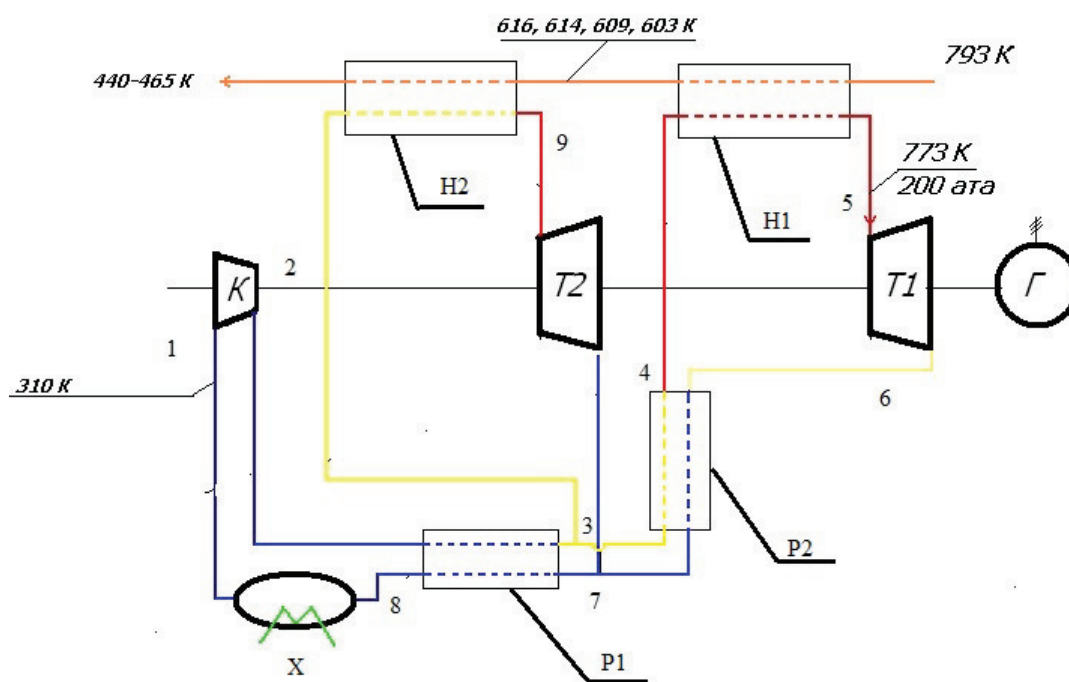 616, 614, 609, 603 К
440-465 К
793 К
9
Н2
Н1
773 К
200 ата
5
2
К
Т2
Т1
Г
1
310 К
4
6
3
Р2
8
7
Х
Р1